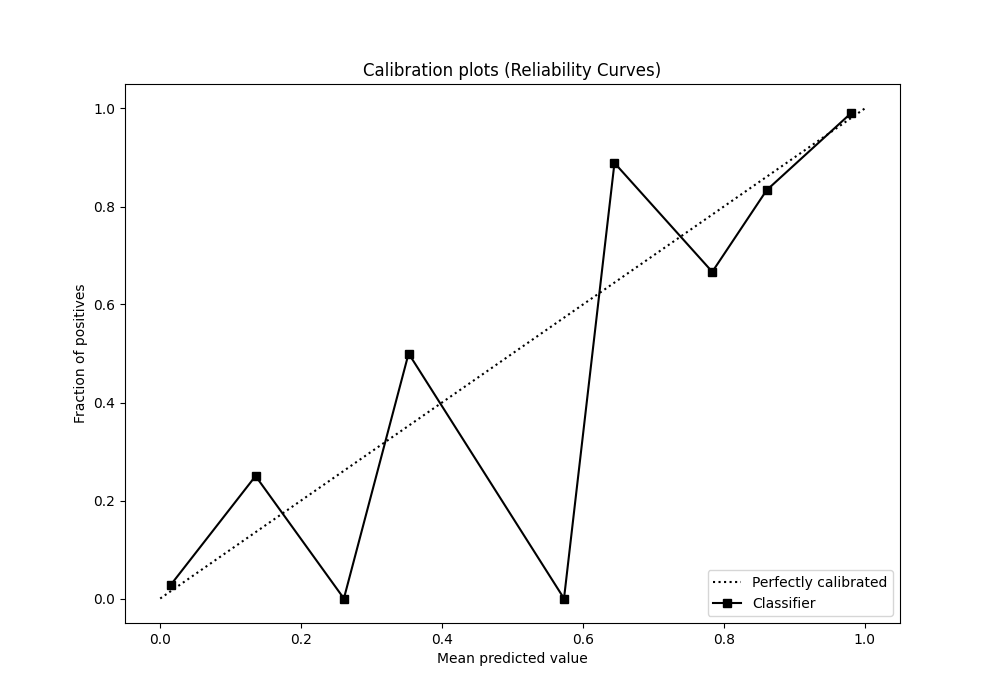 Calibration plots (Reliability Curves)
1.0
0.8
0.6
0.4
0.2
0.0
Fraction of positives
0.0 0.2 0.4 0.6 0.8 1.0
Mean predicted value
Perfectly calibrated
Classifier